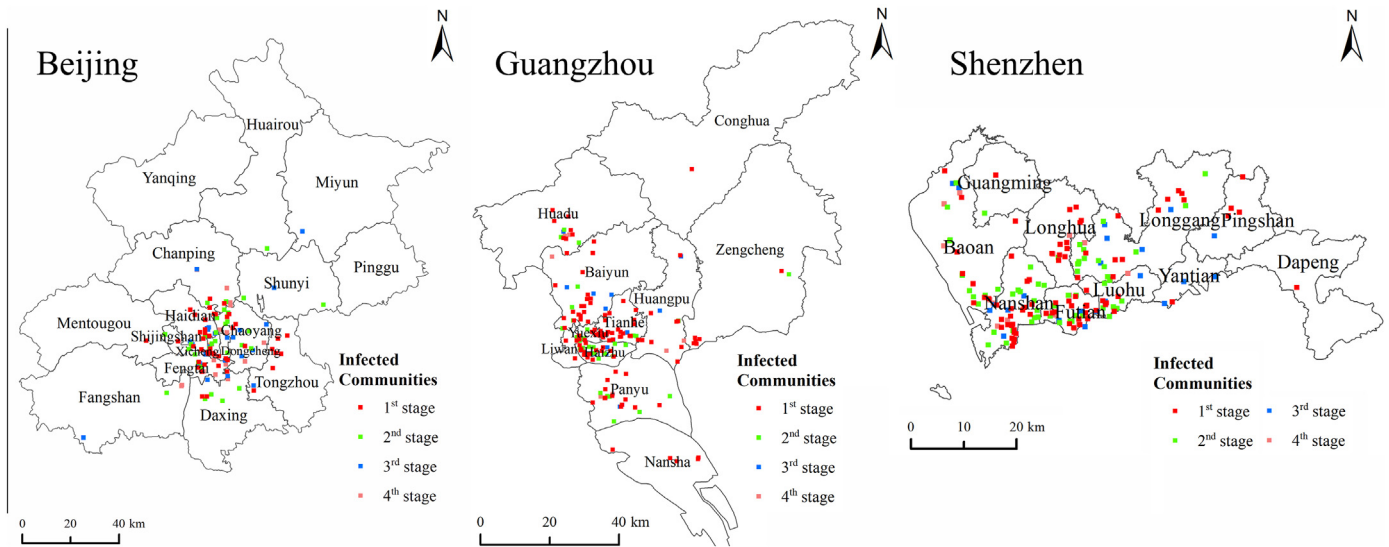 Beijing
N
Huairou
Yanqing
Miyun
Chanping
Pinggu
Shunyi
Mentougou
Haidian
Shijingshan
Chaoyang
Xicheng
Dongcheng
Fengtai
Tongzhou
Fangshan
Daxing
Infected
Communities
1st stage
2nd stage
3rd stage
4th stage
0 20 40 km
Guangzhou
N
Conghua
Huadu
Zengcheng
Baiyun
Huangpu
Tianhe
Yuexiu
Liwan
Haizhu
Panyu
Nansha
Infected
Communities
1st stage
2nd stage
3rd stage
4th stage
0 20 40 km
Shenzhen
N
Guangming
Longhua
Longgang
Pingshan
Baoan
Yantian
Dapeng
Luohu
Nanshan
Futian
Infected
Communities
1st stage
3rd stage
2nd stage
4th stage
0 10 20 km